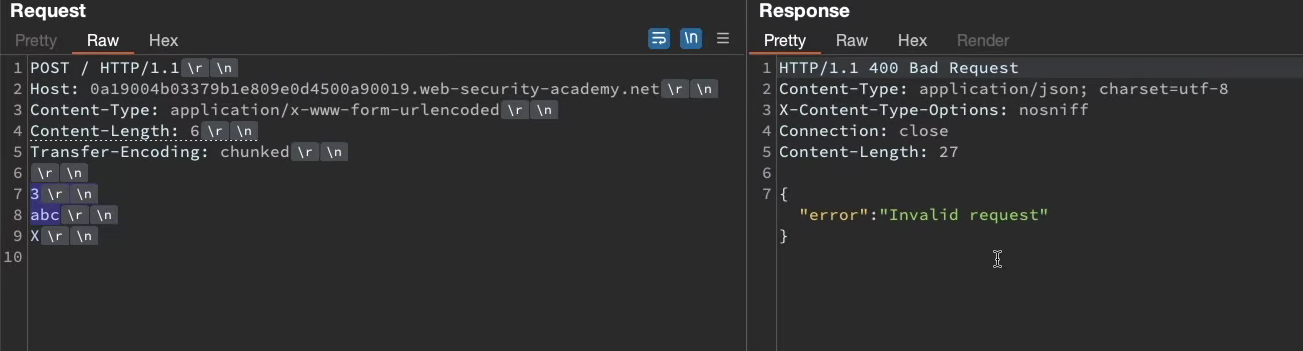 Request
Pretty Raw Hex \n
1 POST / HTTP/1.1 \r \n
2 Host: 0a19004b03379b1e809e0d4500a90019.web-security-academy.net \r \n
3 Content-Type: application/x-www-form-urlencoded \r \n
4 Content-Length: 6 \r \n
5 Transfer-Encoding: chunked \r \n
6 \r \n
7 3 \r \n
8 abc \r \n
9 X \r \n
10
Response
Pretty Raw Hex Render
1 HTTP/1.1 400 Bad Request
2 Content-Type: application/json; charset=utf-8
3 X-Content-Type-Options: nosniff
4 Connection: close
5 Content-Length: 27
6
7 {
"error":"Invalid request"
}